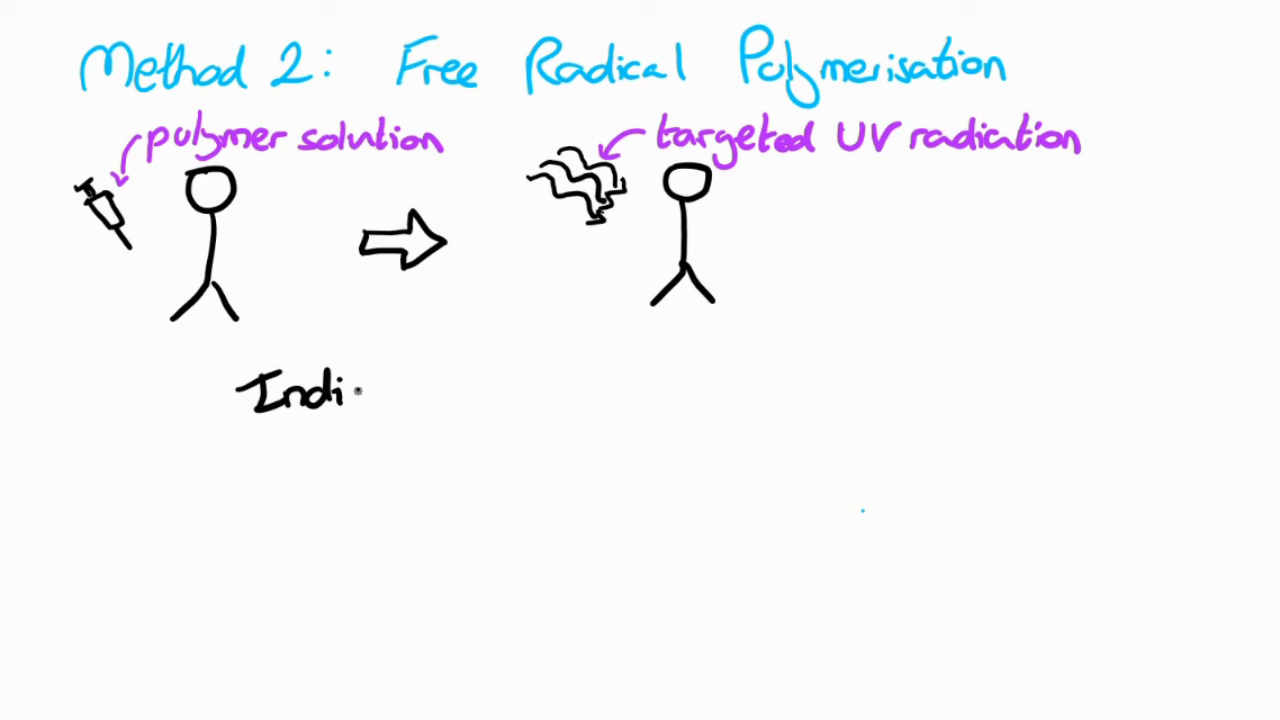 Method 2: Free Radical Polymerisation
polymer solution
targeted UV radiation
Indi